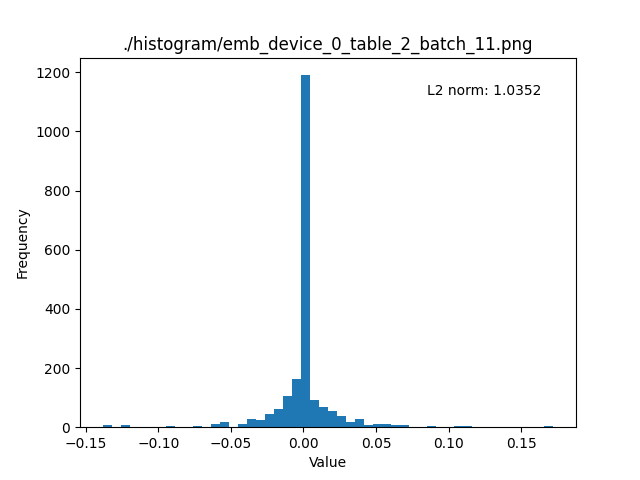 ./histogram/emb_device_0_table_2_batch_11.png
L2 norm: 1.0352
1200
1000
800
600
400
200
0
Frequency
−0.15 −0.10 −0.05 0.00 0.05 0.10 0.15
Value